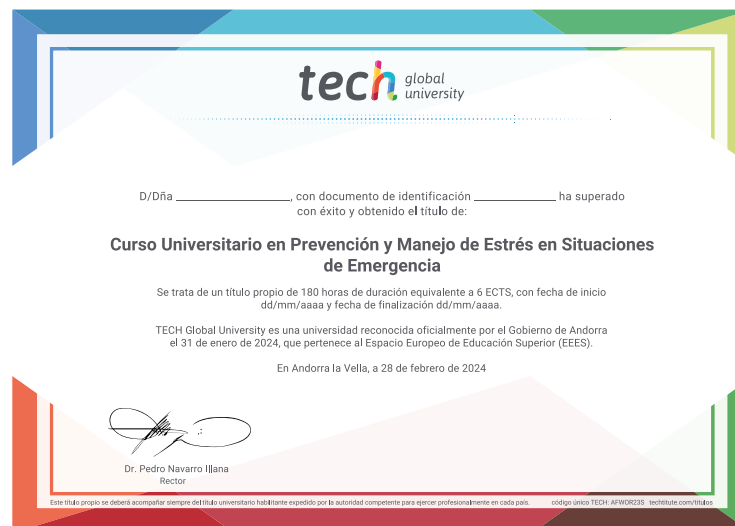 tech global university
D/Dña ____________, con documento de identificación ____________ ha superado
con éxito y obtenido el título de:
Curso Universitario en Prevención y Manejo de Estrés en Situaciones
de Emergencia
Se trata de un título propio de 180 horas de duración equivalente a 6 ECTS, con fecha de inicio
dd/mm/aaaa y fecha de finalización dd/mm/aaaa.
TECH Global University es una universidad reconocida oficialmente por el Gobierno de Andorra
el 31 de enero de 2024, que pertenece al Espacio Europeo de Educación Superior (EEES).
En Andorra la Vella, a 28 de febrero de 2024
Dr. Pedro Navarro Illana
Rector
Este título propio se deberá acompañar siempre del título universitario habilitante expedido por la autoridad competente para ejercer profesionalmente en cada país. código único TECH: AFWOR23S techtitute.com/titulos